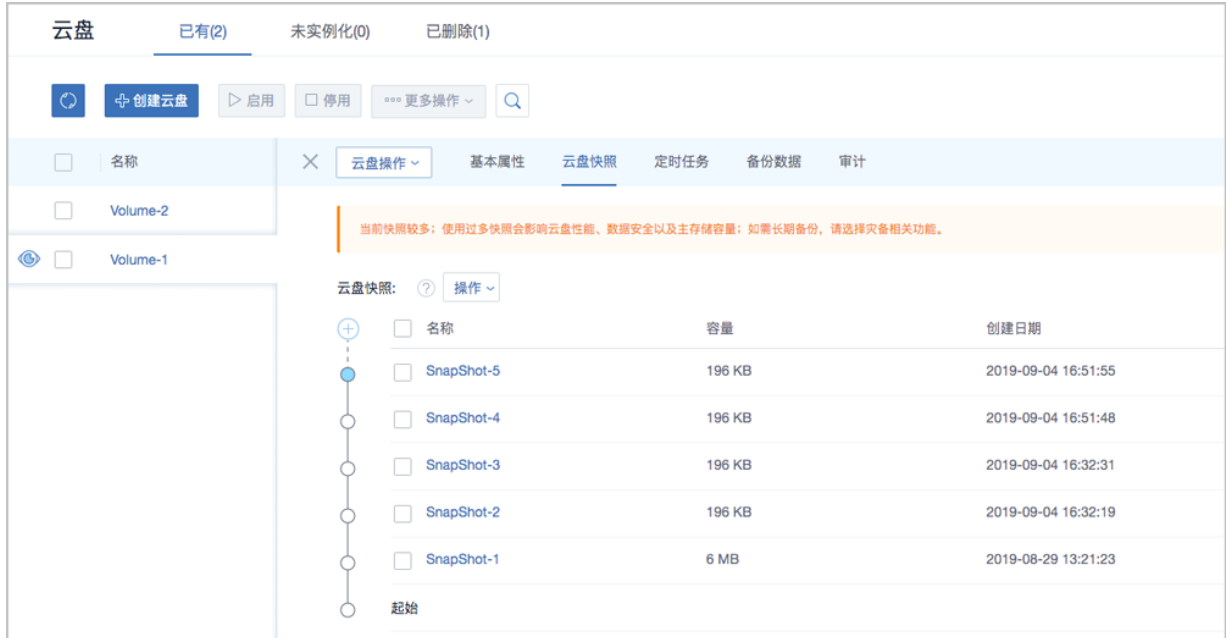 云盘 已有(2) 未实例化(0) 已删除(1)
创建云盘 启用 停用 更多操作
名称 云盘操作 基本属性 云盘快照 定时任务 备份数据 审计
Volume-2
当前快照较多；使用过多快照会影响云盘性能、数据安全以及主存储容量；如需长期备份，请选择灾备相关功能。
Volume-1
云盘快照: ? 操作
名称 容量 创建日期
SnapShot-5 196 KB 2019-09-04 16:51:55
SnapShot-4 196 KB 2019-09-04 16:51:48
SnapShot-3 196 KB 2019-09-04 16:32:31
SnapShot-2 196 KB 2019-09-04 16:32:19
SnapShot-1 6 MB 2019-08-29 13:21:23
起始